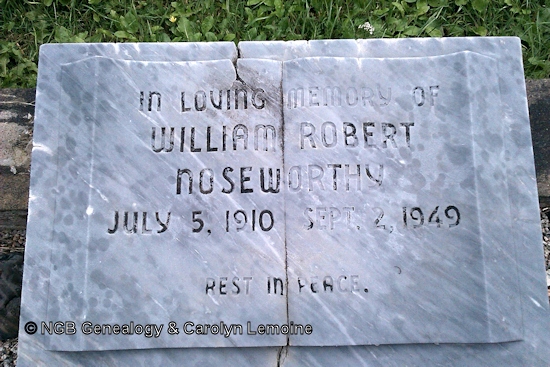 IN LOVING MEMORY OF
WILLIAM ROBERT
NOSEWORTHY
JULY 5, 1910 SEPT. 2, 1949
REST IN PEACE.
© NGB Genealogy & Carolyn Lemoine